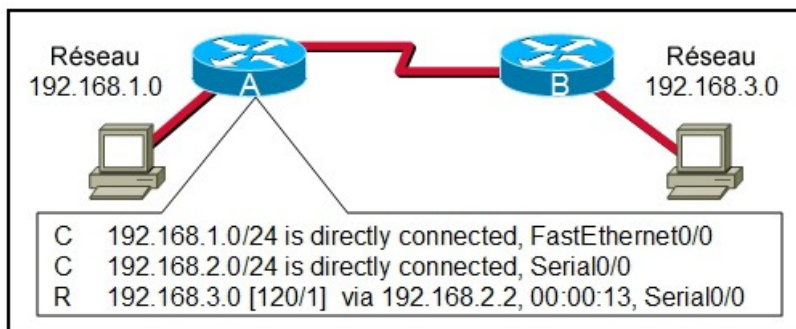 Réseau
192.168.1.0
A
B
Réseau
192.168.3.0
C 192.168.1.0/24 is directly connected, FastEthernet0/0
C 192.168.2.0/24 is directly connected, Serial0/0
R 192.168.3.0 [120/1] via 192.168.2.2, 00:00:13, Serial0/0